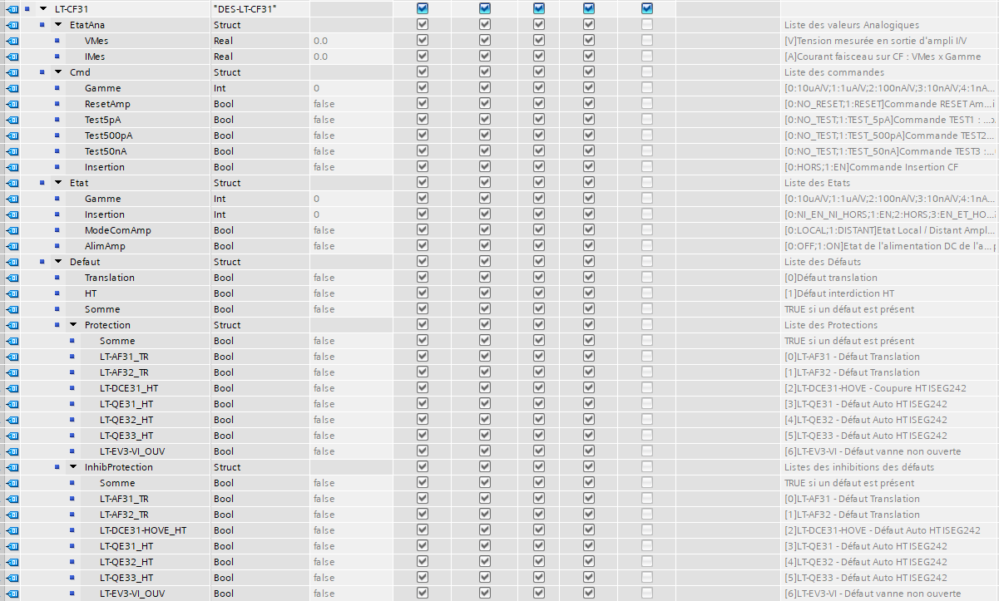 LT-CF31 "DES-LT-CF31"
EtatAna Struct Liste des valeurs Analogiques
VMes Real 0.0 [V]Tension mesurée en sortie d'ampli I/V
IMes Real 0.0 [A]Courant faisceau sur CF : VMes x Gamme
Cmd Struct Liste des commandes
Gamme Int 0 [0:10uA/V;1:1uA/V;2:100nA/V;3:10nA/V;4:1nA...
ResetAmp Bool false [0:NO_RESET;1:RESET]Commande RESET Am...
Test5pA Bool false [0:NO_TEST;1:TEST_5pA]Commande TEST1 : ...
Test500pA Bool false [0:NO_TEST;1:TEST_500pA]Commande TEST2...
Test50nA Bool false [0:NO_TEST;1:TEST_50nA]Commande TEST3 :...
Insertion Bool false [0:HORS;1:EN]Commande Insertion CF
Etat Struct Liste des Etats
Gamme Int 0 [0:10uA/V;1:1uA/V;2:100nA/V;3:10nA/V;4:1nA...
Insertion Int 0 [0:NI_EN_NI_HORS;1:EN;2:HORS;3:EN_ET_HO...
ModeComAmp Bool false [0:LOCAL;1:DISTANT]Etat Local / Distant Ampl...
AlimAmp Bool false [0:OFF;1:ON]Etat de l'alimentation DC de l'a...
Defaut Struct Liste des Défauts
Translation Bool false [0]Défaut translation
HT Bool false [1]Défaut interdiction HT
Somme Bool false TRUE si un défaut est présent
Protection Struct Liste des Protections
Somme Bool false TRUE si un défaut est présent
LT-AF31_TR Bool false [0]LT-AF31 - Défaut Translation
LT-AF32_TR Bool false [1]LT-AF32 - Défaut Translation
LT-DCE31_HT Bool false [2]LT-DCE31-HOVE - Coupure HT ISEG242
LT-QE31_HT Bool false [3]LT-QE31 - Défaut Auto HT ISEG242
LT-QE32_HT Bool false [4]LT-QE32 - Défaut Auto HT ISEG242
LT-QE33_HT Bool false [5]LT-QE33 - Défaut Auto HT ISEG242
LT-EV3-VI_OUV Bool false [6]LT-EV3-VI - Défaut vanne non ouverte
InhibProtection Struct Listes des inhibitions des défauts
Somme Bool false TRUE si un défaut est présent
LT-AF31_TR Bool false [0]LT-AF31 - Défaut Translation
LT-AF32_TR Bool false [1]LT-AF32 - Défaut Translation
LT-DCE31-HOVE_HT Bool false [2]LT-DCE31-HOVE - Défaut Auto HT ISEG242
LT-QE31_HT Bool false [3]LT-QE31 - Défaut Auto HT ISEG242
LT-QE32_HT Bool false [4]LT-QE32 - Défaut Auto HT ISEG242
LT-QE33_HT Bool false [5]LT-QE33 - Défaut Auto HT ISEG242
LT-EV3-VI_OUV Bool false [6]LT-EV3-VI - Défaut vanne non ouverte